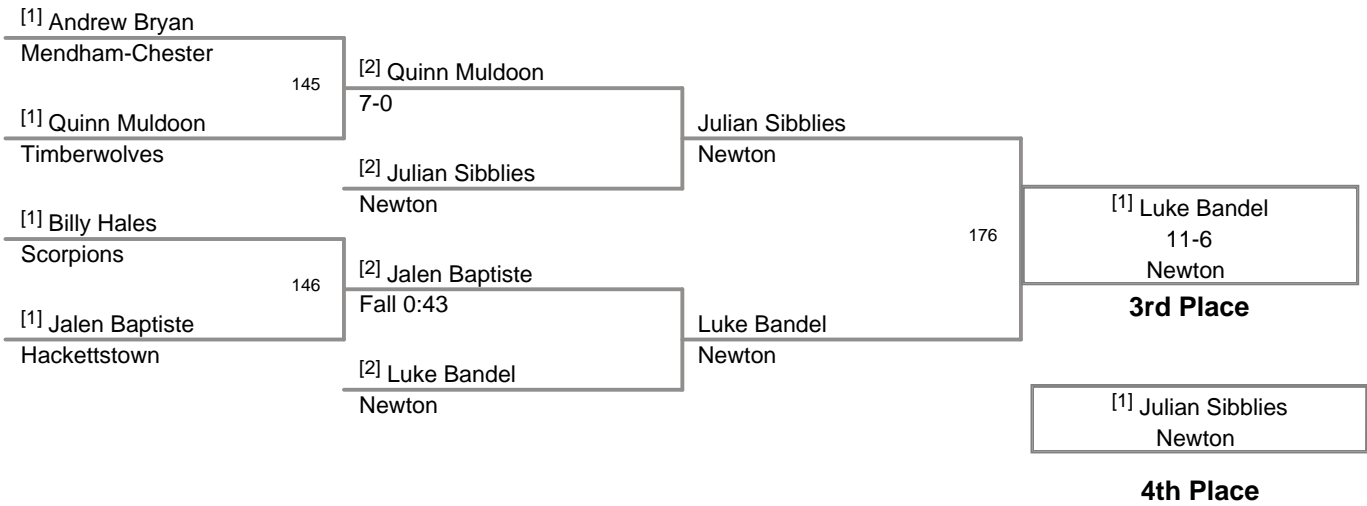 [1] Andrew Bryan
Mendham-Chester
145
[1] Quinn Muldoon
Timberwolves
[1] Billy Hales
Scorpions
146
[1] Jalen Baptiste
Hackettstown
[2] Quinn Muldoon
7-0
[2] Julian Sibblies
Newton
[2] Jalen Baptiste
Fall 0:43
[2] Luke Bandel
Newton
Julian Sibblies
Newton
176
Luke Bandel
Newton
[1] Luke Bandel
11-6
Newton
3rd Place
[1] Julian Sibblies
Newton
4th Place